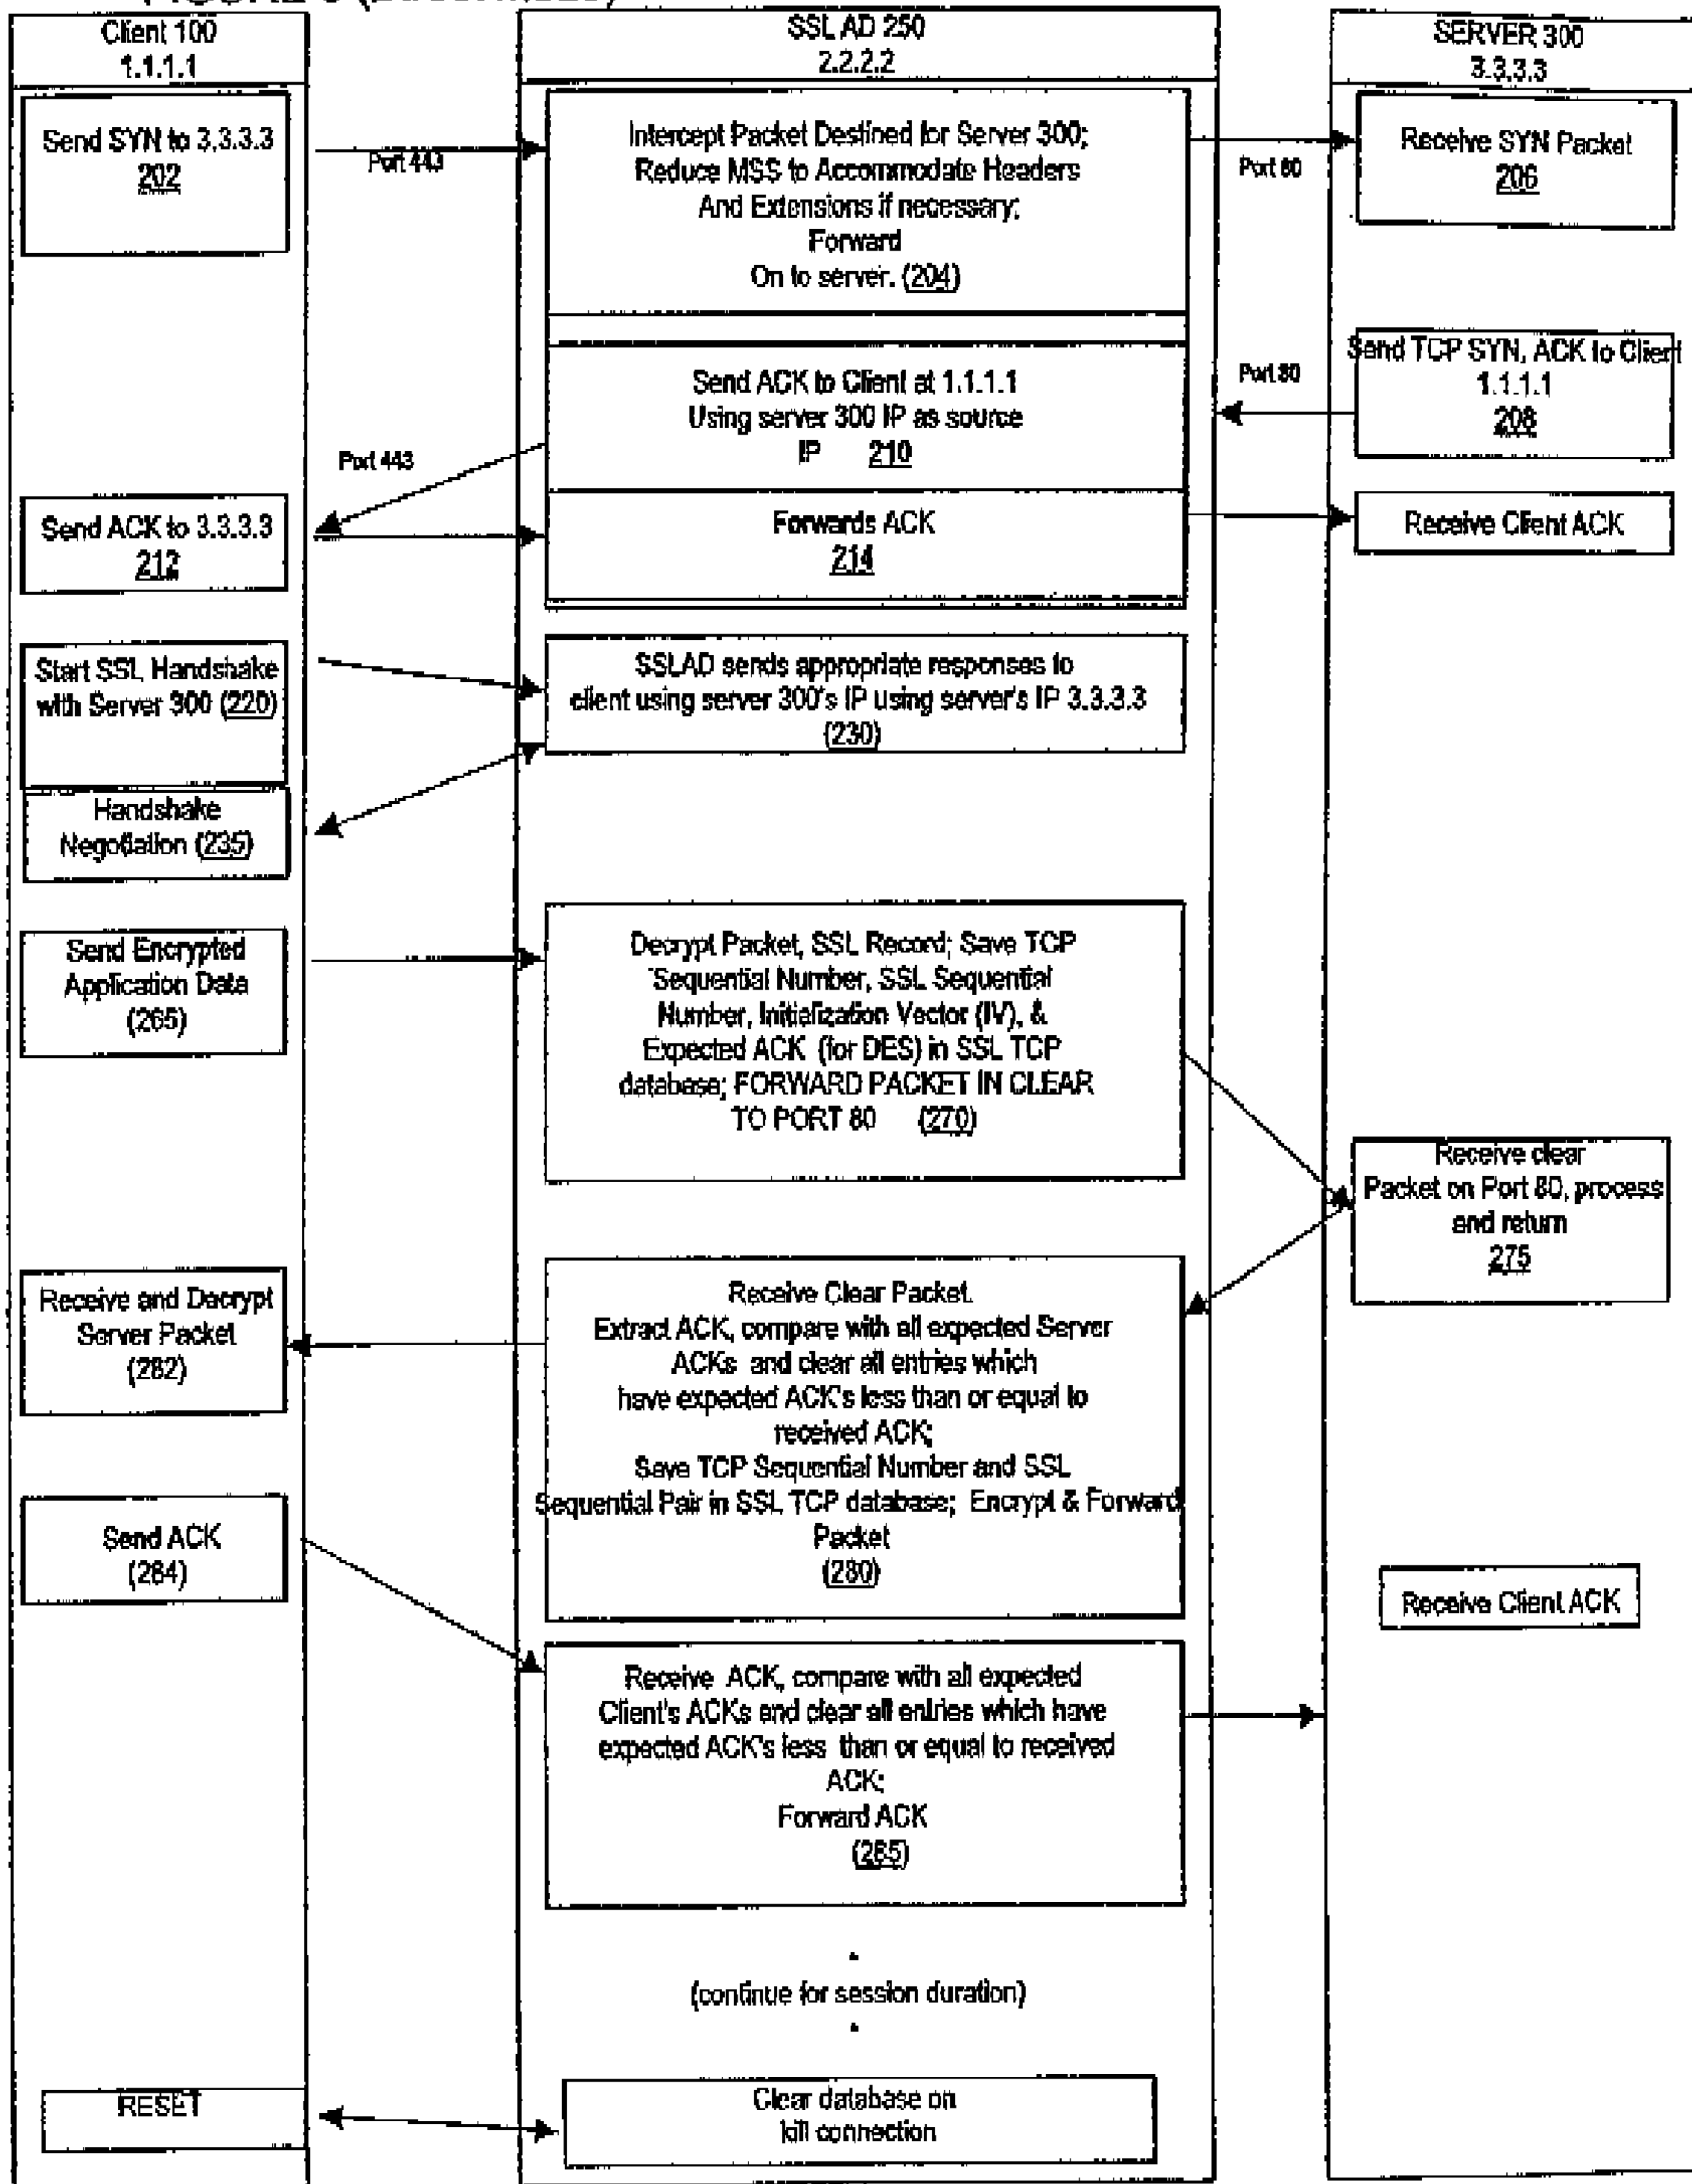 Client 100
1.1.1.1
SSL AD 250
2.2.2.2
SERVER 300
3.3.3.3
Send SYN to 3.3.3.3
202
Port 443
Intercept Packet Destined for Server 300;
Reduce MSS to Accommodate Headers
And Extensions if necessary;
Forward
On to server. (204)
Port 80
Receive SYN Packet
206
Send TCP SYN, ACK to Client
1.1.1.1
208
Port 80
Send ACK to Client at 1.1.1.1
Using server 300 IP as source
IP 210
Port 443
Send ACK to 3.3.3.3
212
Forwards ACK
214
Receive Client ACK
Start SSL Handshake
with Server 300 (220)
SSLAD sends appropriate responses to
client using server 300's IP using server's IP 3.3.3.3
(230)
Handshake
Negotiation (235)
Send Encrypted
Application Data
(265)
Decrypt Packet, SSL Record; Save TCP
Sequential Number, SSL Sequential
Number, Initialization Vector (IV), &
Expected ACK (for DES) in SSL TCP
database; FORWARD PACKET IN CLEAR
TO PORT 80 (270)
Receive clear
Packet on Port 80, process
and return
275
Receive Clear Packet.
Extract ACK, compare with all expected Server
ACKs and clear all entries which
have expected ACK's less than or equal to
received ACK;
Save TCP Sequential Number and SSL
Sequential Pair in SSL TCP database; Encrypt & Forward
Packet
(280)
Receive and Decrypt
Server Packet
(282)
Send ACK
(284)
Receive Client ACK
Receive ACK, compare with all expected
Client's ACKs and clear all entries which have
expected ACK's less than or equal to received
ACK;
Forward ACK
(285)
(continue for session duration)
RESET
Clear database on
kill connection